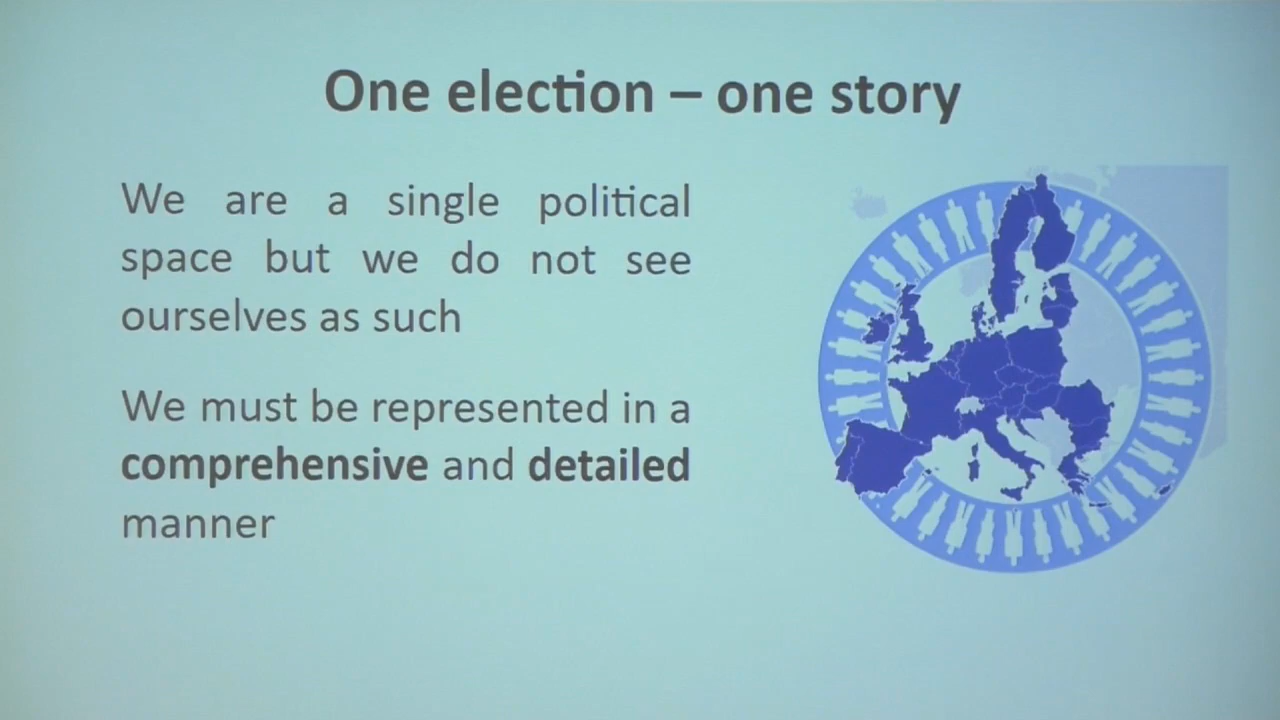 One election – one story
We are a single political
space but we do not see
ourselves as such
We must be represented in a
comprehensive and detailed
manner